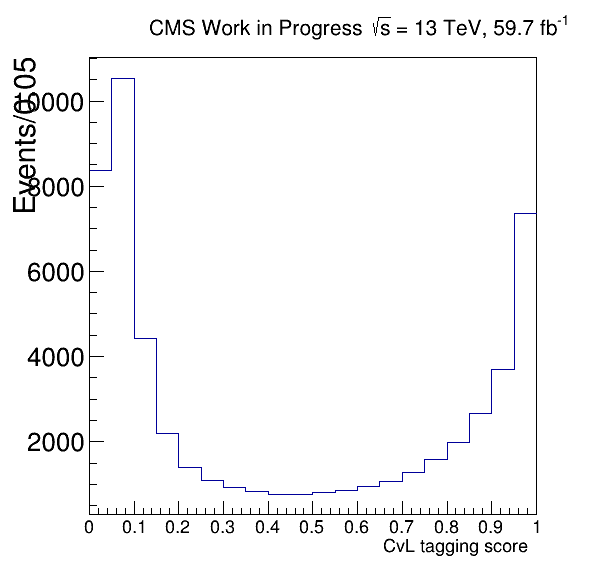 CMS Work in Progress √s = 13 TeV, 59.7 fb⁻¹
Events/0.05
10000
8000
6000
4000
2000
0 0.1 0.2 0.3 0.4 0.5 0.6 0.7 0.8 0.9 1
CvL tagging score